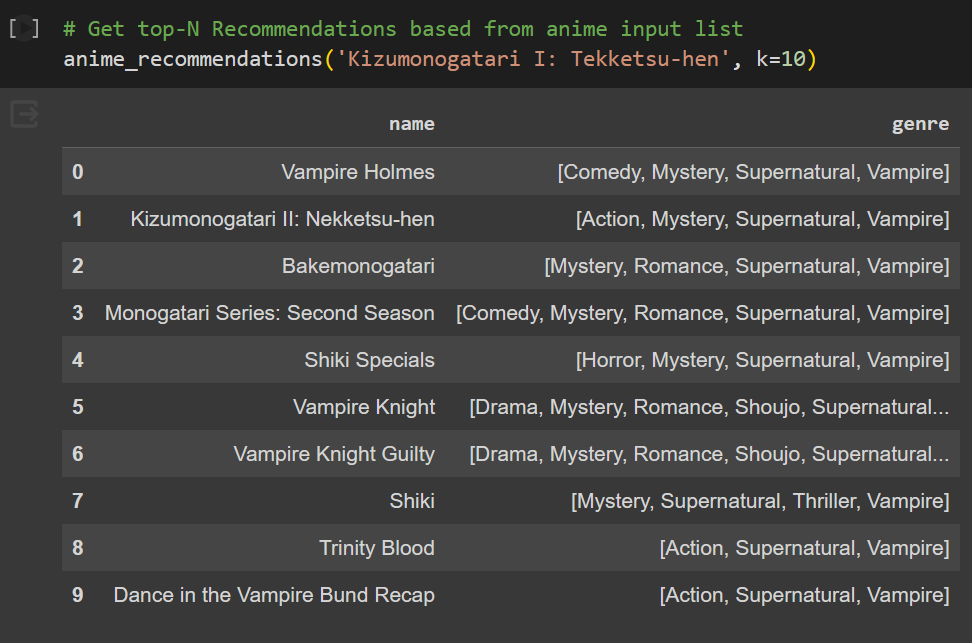 [ ] # Get top-N Recommendations based from anime input list
anime_recommendations('Kizumonogatari I: Tekketsu-hen', k=10)
name genre
0 Vampire Holmes [Comedy, Mystery, Supernatural, Vampire]
1 Kizumonogatari II: Nekketsu-hen [Action, Mystery, Supernatural, Vampire]
2 Bakemonogatari [Mystery, Romance, Supernatural, Vampire]
3 Monogatari Series: Second Season [Comedy, Mystery, Romance, Supernatural, Vampire]
4 Shiki Specials [Horror, Mystery, Supernatural, Vampire]
5 Vampire Knight [Drama, Mystery, Romance, Shoujo, Supernatural...
6 Vampire Knight Guilty [Drama, Mystery, Romance, Shoujo, Supernatural...
7 Shiki [Mystery, Supernatural, Thriller, Vampire]
8 Trinity Blood [Action, Supernatural, Vampire]
9 Dance in the Vampire Bund Recap [Action, Supernatural, Vampire]